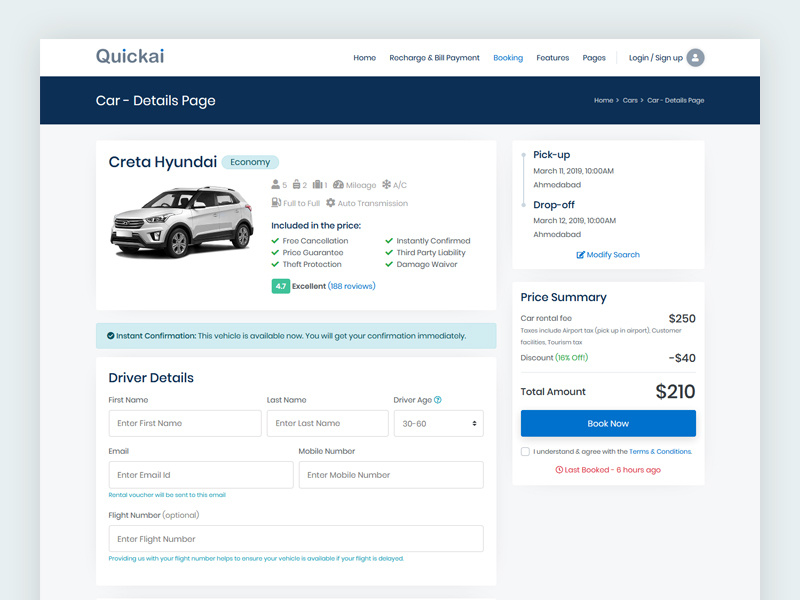 Quickai
Home Recharge & Bill Payment Booking Features Pages Login / Sign up
Car - Details Page
Home > Cars > Car - Details Page
Creta Hyundai Economy
5 2 1 Mileage A/C
Full to Full Auto Transmission
Included in the price:
Free Cancellation Instantly Confirmed
Price Guarantee Third Party Liability
Theft Protection Damage Waiver
4.7 Excellent (188 reviews)
Instant Confirmation: This vehicle is available now. You will get your confirmation immediately.
Driver Details
First Name Last Name Driver Age
Enter First Name Enter Last Name 30-60
Email Mobile Number
Enter Email Id Enter Mobile Number
Rental voucher will be sent to this email
Flight Number (optional)
Enter Flight Number
Providing us with your flight number helps to ensure your vehicle is available if your flight is delayed.
Pick-up
March 11, 2019, 10:00AM
Ahmedabad
Drop-off
March 12, 2019, 10:00AM
Ahmedabad
Modify Search
Price Summary
Car rental fee $250
Taxes include Airport tax (pick up in airport). Customer
facilities, Tourism tax
Discount (16% Off!) -$40
Total Amount $210
Book Now
I understand & agree with the Terms & Conditions.
Last Booked - 6 hours ago